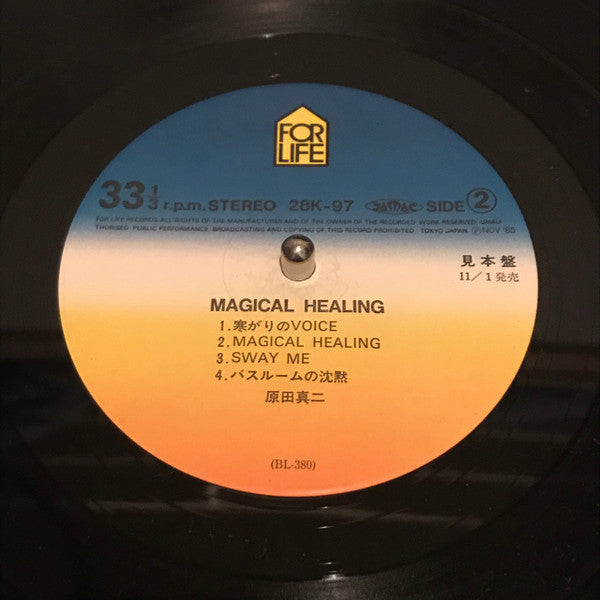 FOR
LIFE
33 1/3 r.p.m. STEREO 28K-97 JASRAC SIDE 2
FOR LIFE RECORDS·ALL RIGHTS OF THE MANUFACTURER AND OF THE OWNER OF THE RECORDED WORK RESERVED. UNAU-
THORISED PUBLIC PERFORMANCE, BROADCASTING AND COPYING OF THIS RECORD PROHIBITED. TOKYO JAPAN. ⓟNOV '85
見本盤
11/1発売
MAGICAL HEALING
1.寒がりのVOICE
2.MAGICAL HEALING
3.SWAY ME
4.バスルームの沈黙
原田真二
(BL-380)